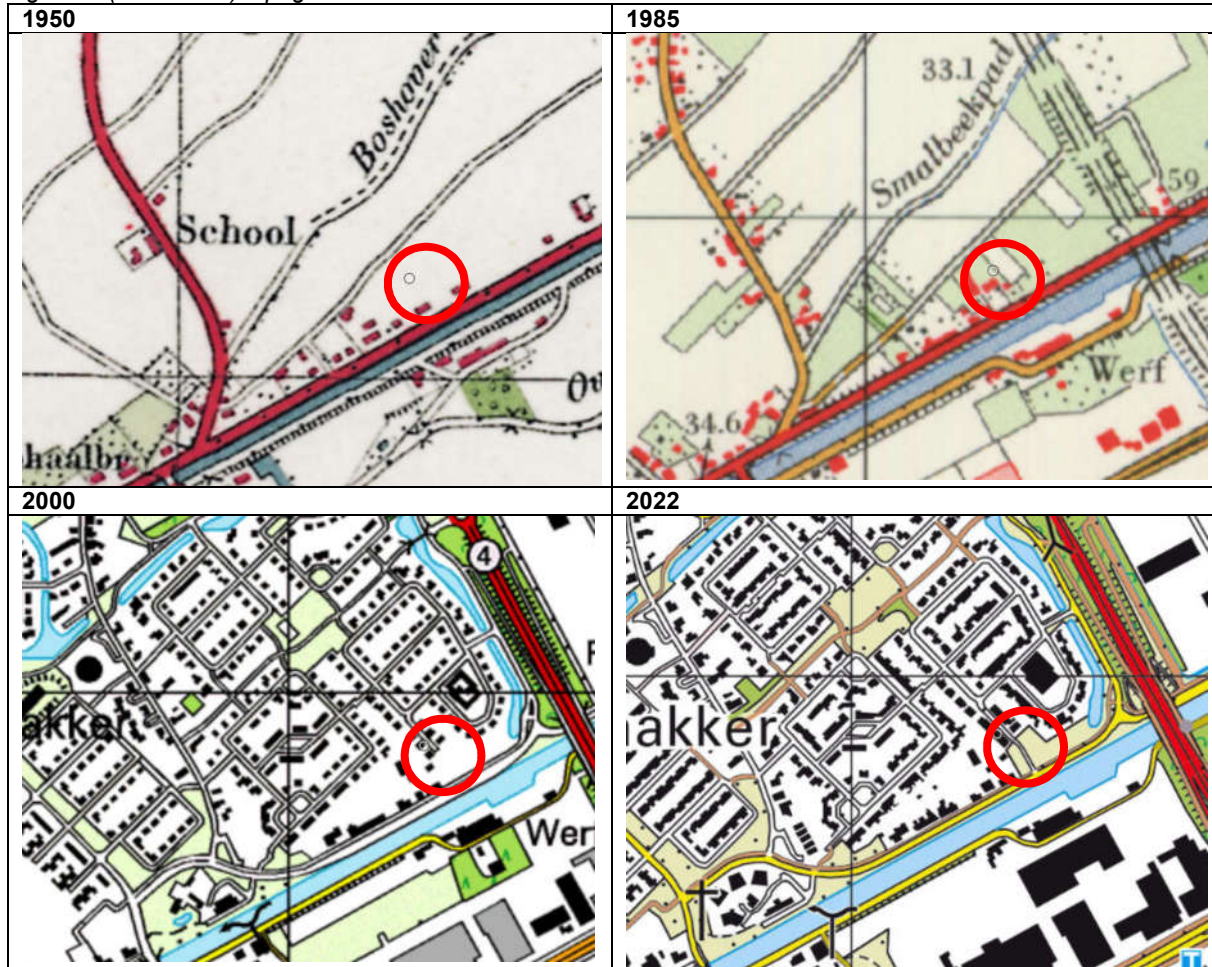 1950
1985
Boshover
School
33.1
Smalbeekpad
59
34.6
Werf
2000
2022
4
akker
Wer
akker
T